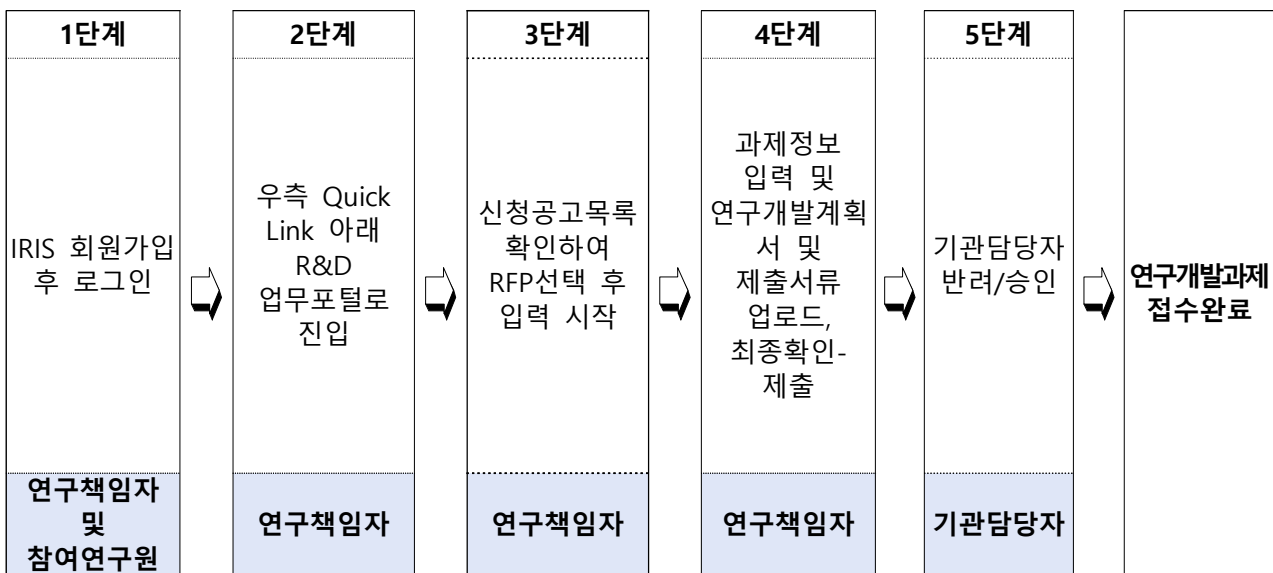 1단계
IRIS 회원가입
후 로그인
연구책임자
및
참여연구원
2단계
우측 Quick
Link 아래
R&D
업무포털로
진입
연구책임자
3단계
신청공고목록
확인하여
RFP선택 후
입력 시작
연구책임자
4단계
과제정보
입력 및
연구개발계획
서 및
제출서류
업로드,
최종확인-
제출
연구책임자
5단계
기관담당자
반려/승인
기관담당자
연구개발과제
접수완료